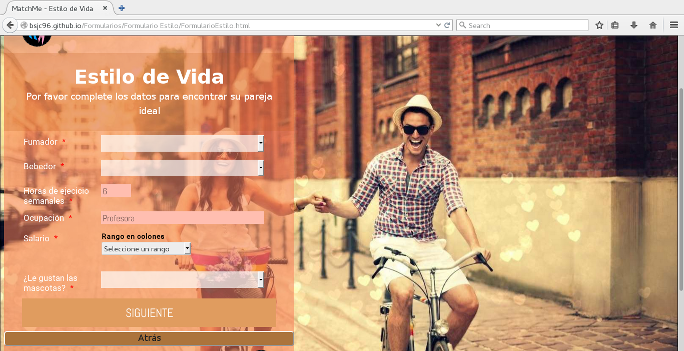 MatchMe - Estilo de Vida
bsjc96.github.io/Formularios/Formulario Estilo/FormularioEstilo.html
Search
Estilo de Vida
Por favor complete los datos para encontrar su pareja
ideal
Fumador *
Bebedor *
Horas de ejecicio
semanales *
6
Ocupación *
Profesora
Salario *
Rango en colones
Seleccione un rango
¿Le gustan las
mascotas? *
SIGUIENTE
Atrás